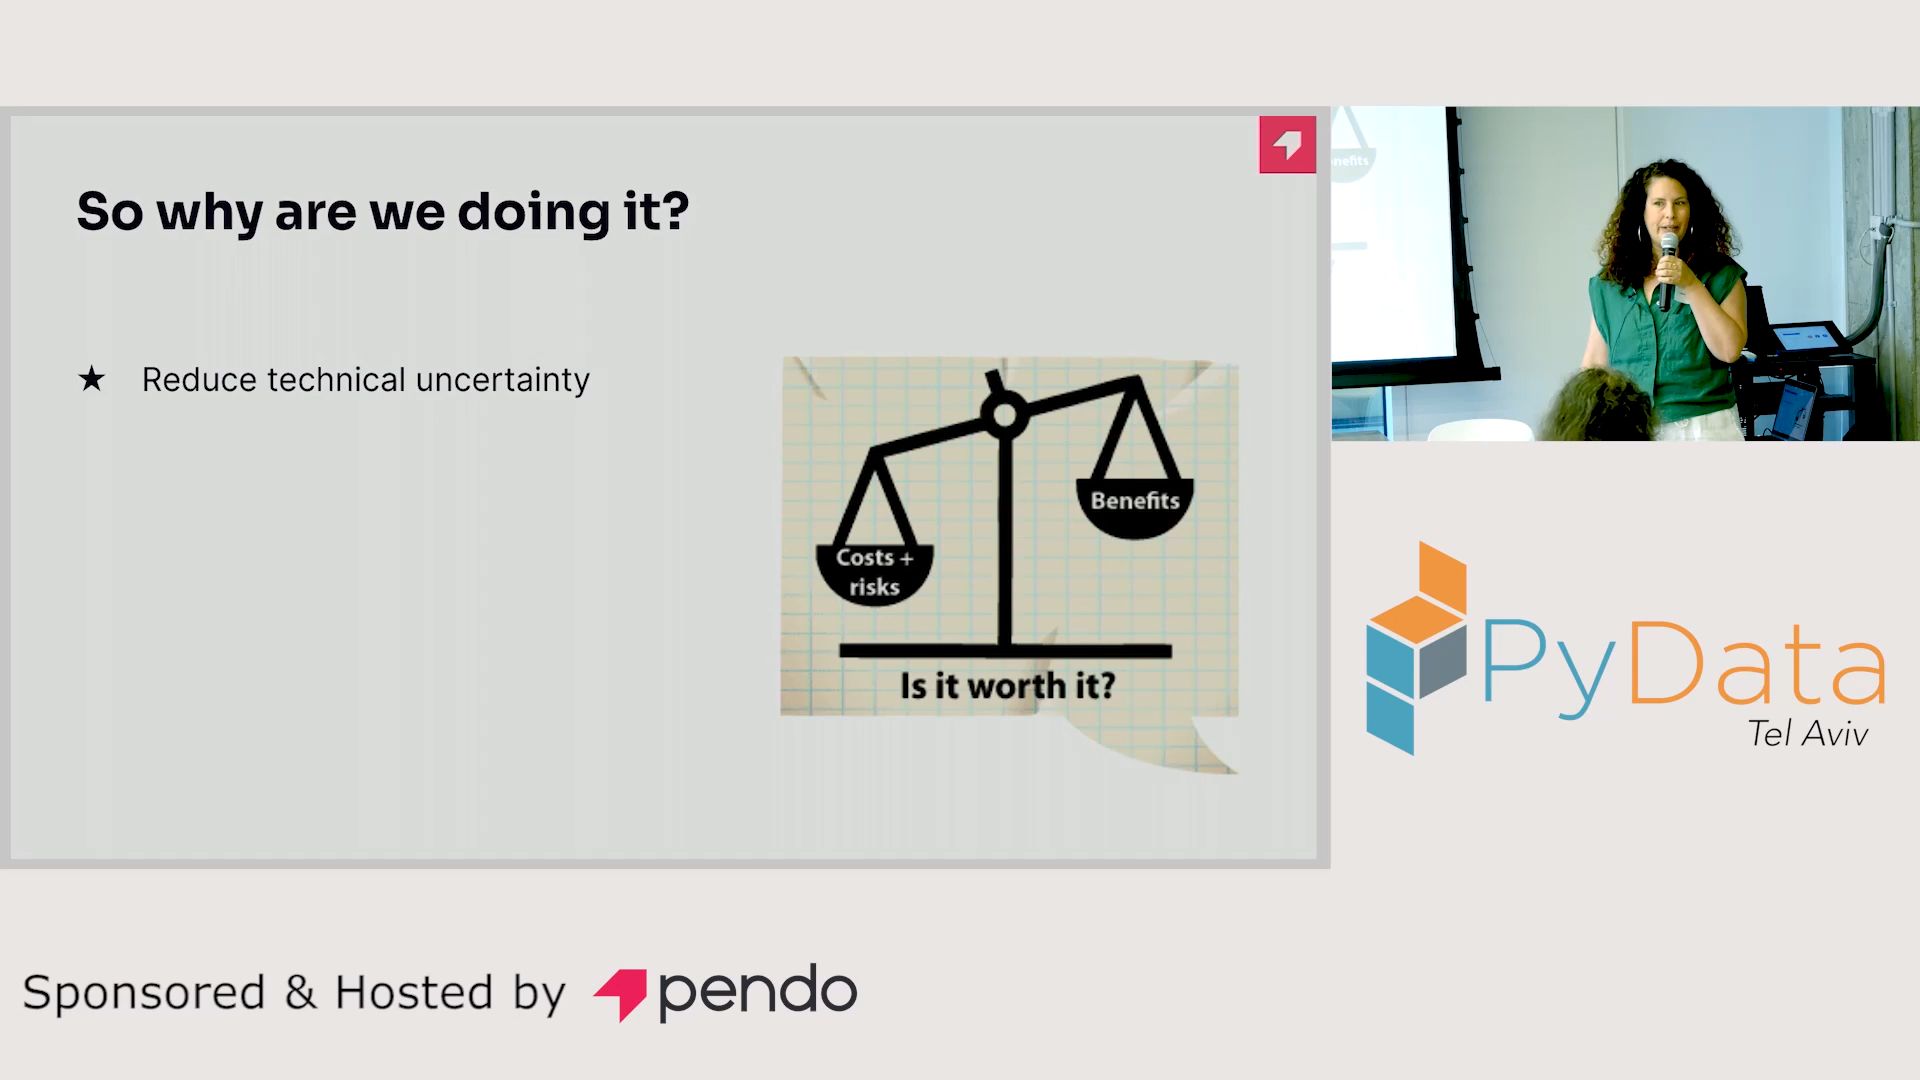 So why are we doing it?
★ Reduce technical uncertainty
Benefits
Costs +
risks
Is it worth it?
nefits
PyData
Tel Aviv
Sponsored & Hosted by pendo